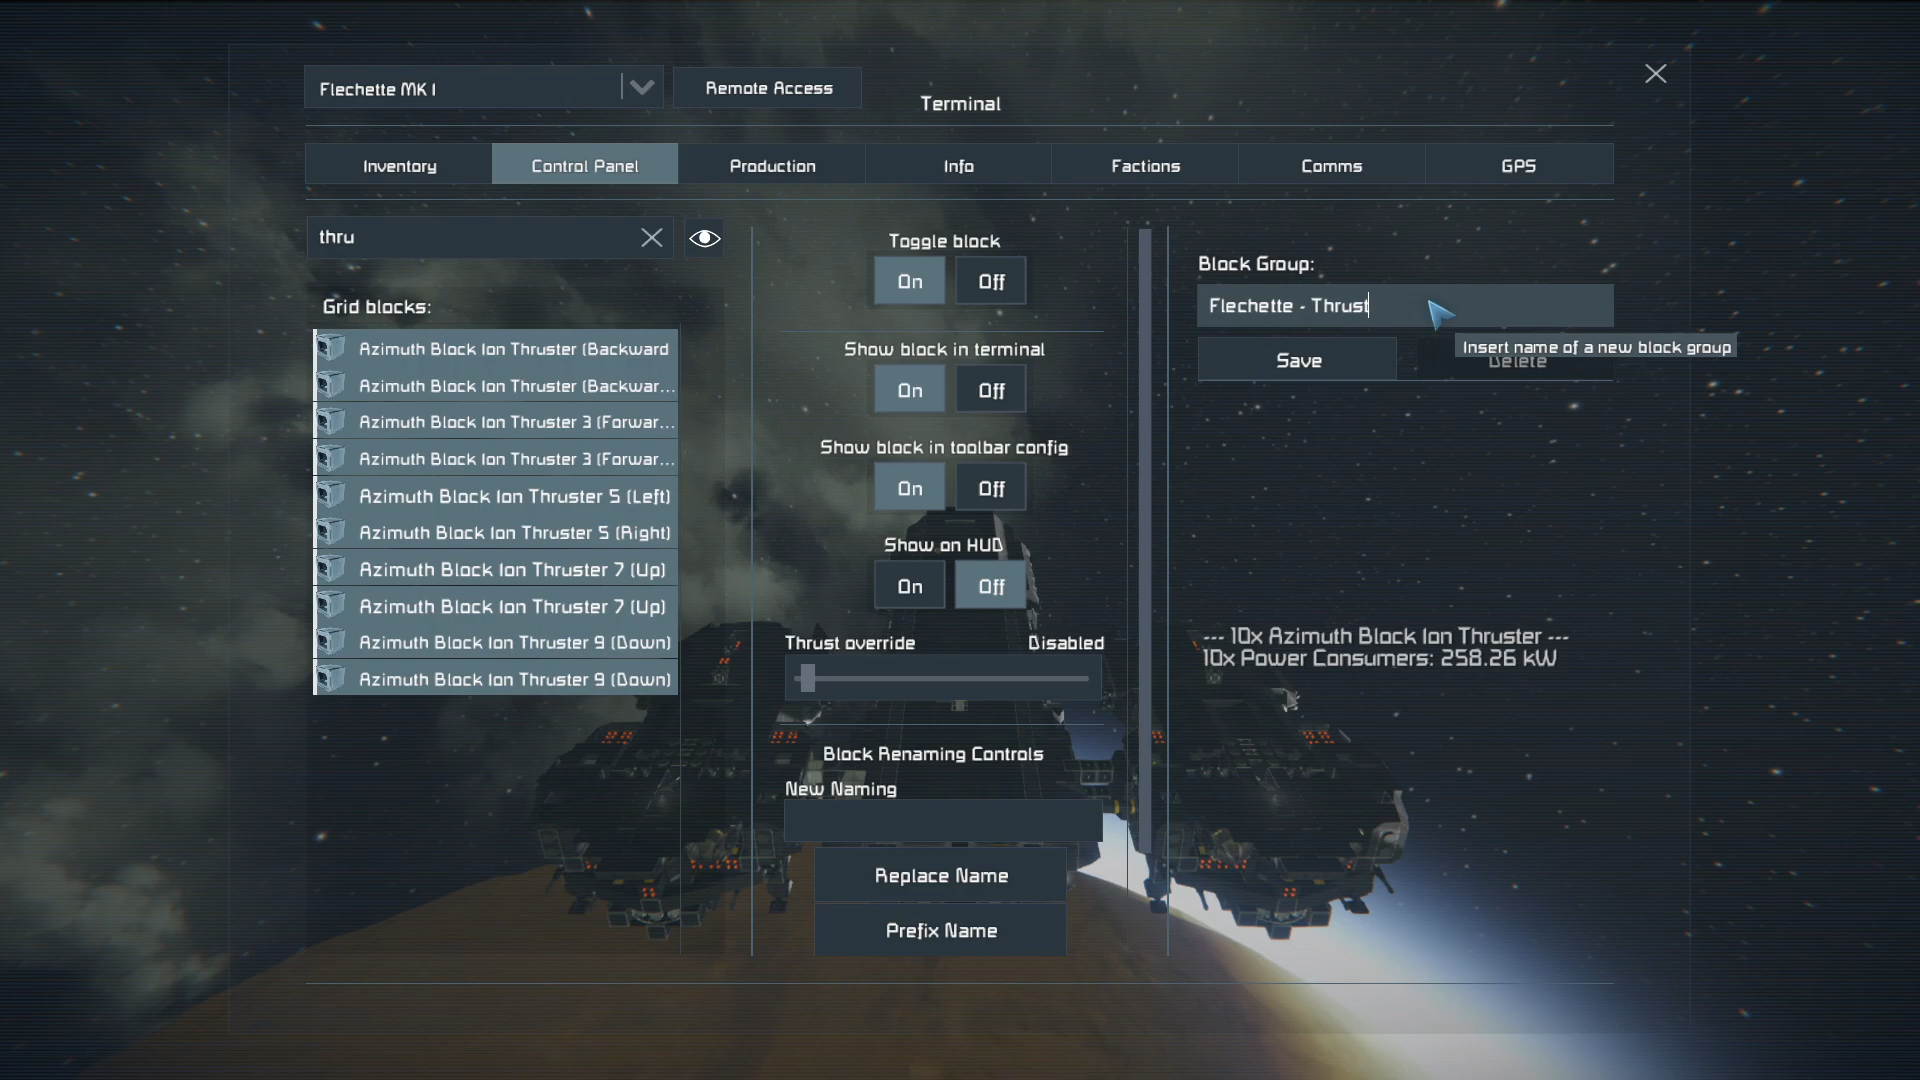 Flechette MK I
Remote Access
Terminal
Inventory
Control Panel
Production
Info
Factions
Comms
GPS
thru
Grid blocks:
Azimuth Block Ion Thruster (Backward
Azimuth Block Ion Thruster (Backwar...
Azimuth Block Ion Thruster 3 (Forwar...
Azimuth Block Ion Thruster 3 (Forwar...
Azimuth Block Ion Thruster 5 (Left)
Azimuth Block Ion Thruster 5 (Right)
Azimuth Block Ion Thruster 7 (Up)
Azimuth Block Ion Thruster 7 (Up)
Azimuth Block Ion Thruster 9 (Down)
Azimuth Block Ion Thruster 9 (Down)
Toggle block
On Off
Show block in terminal
On Off
Show block in toolbar config
On Off
Show on HUD
On Off
Thrust override Disabled
Block Renaming Controls
New Naming
Replace Name
Prefix Name
Block Group:
Flechette - Thrust
Insert name of a new block group
Save Delete
--- 10x Azimuth Block Ion Thruster ---
10x Power Consumers: 258.26 kW